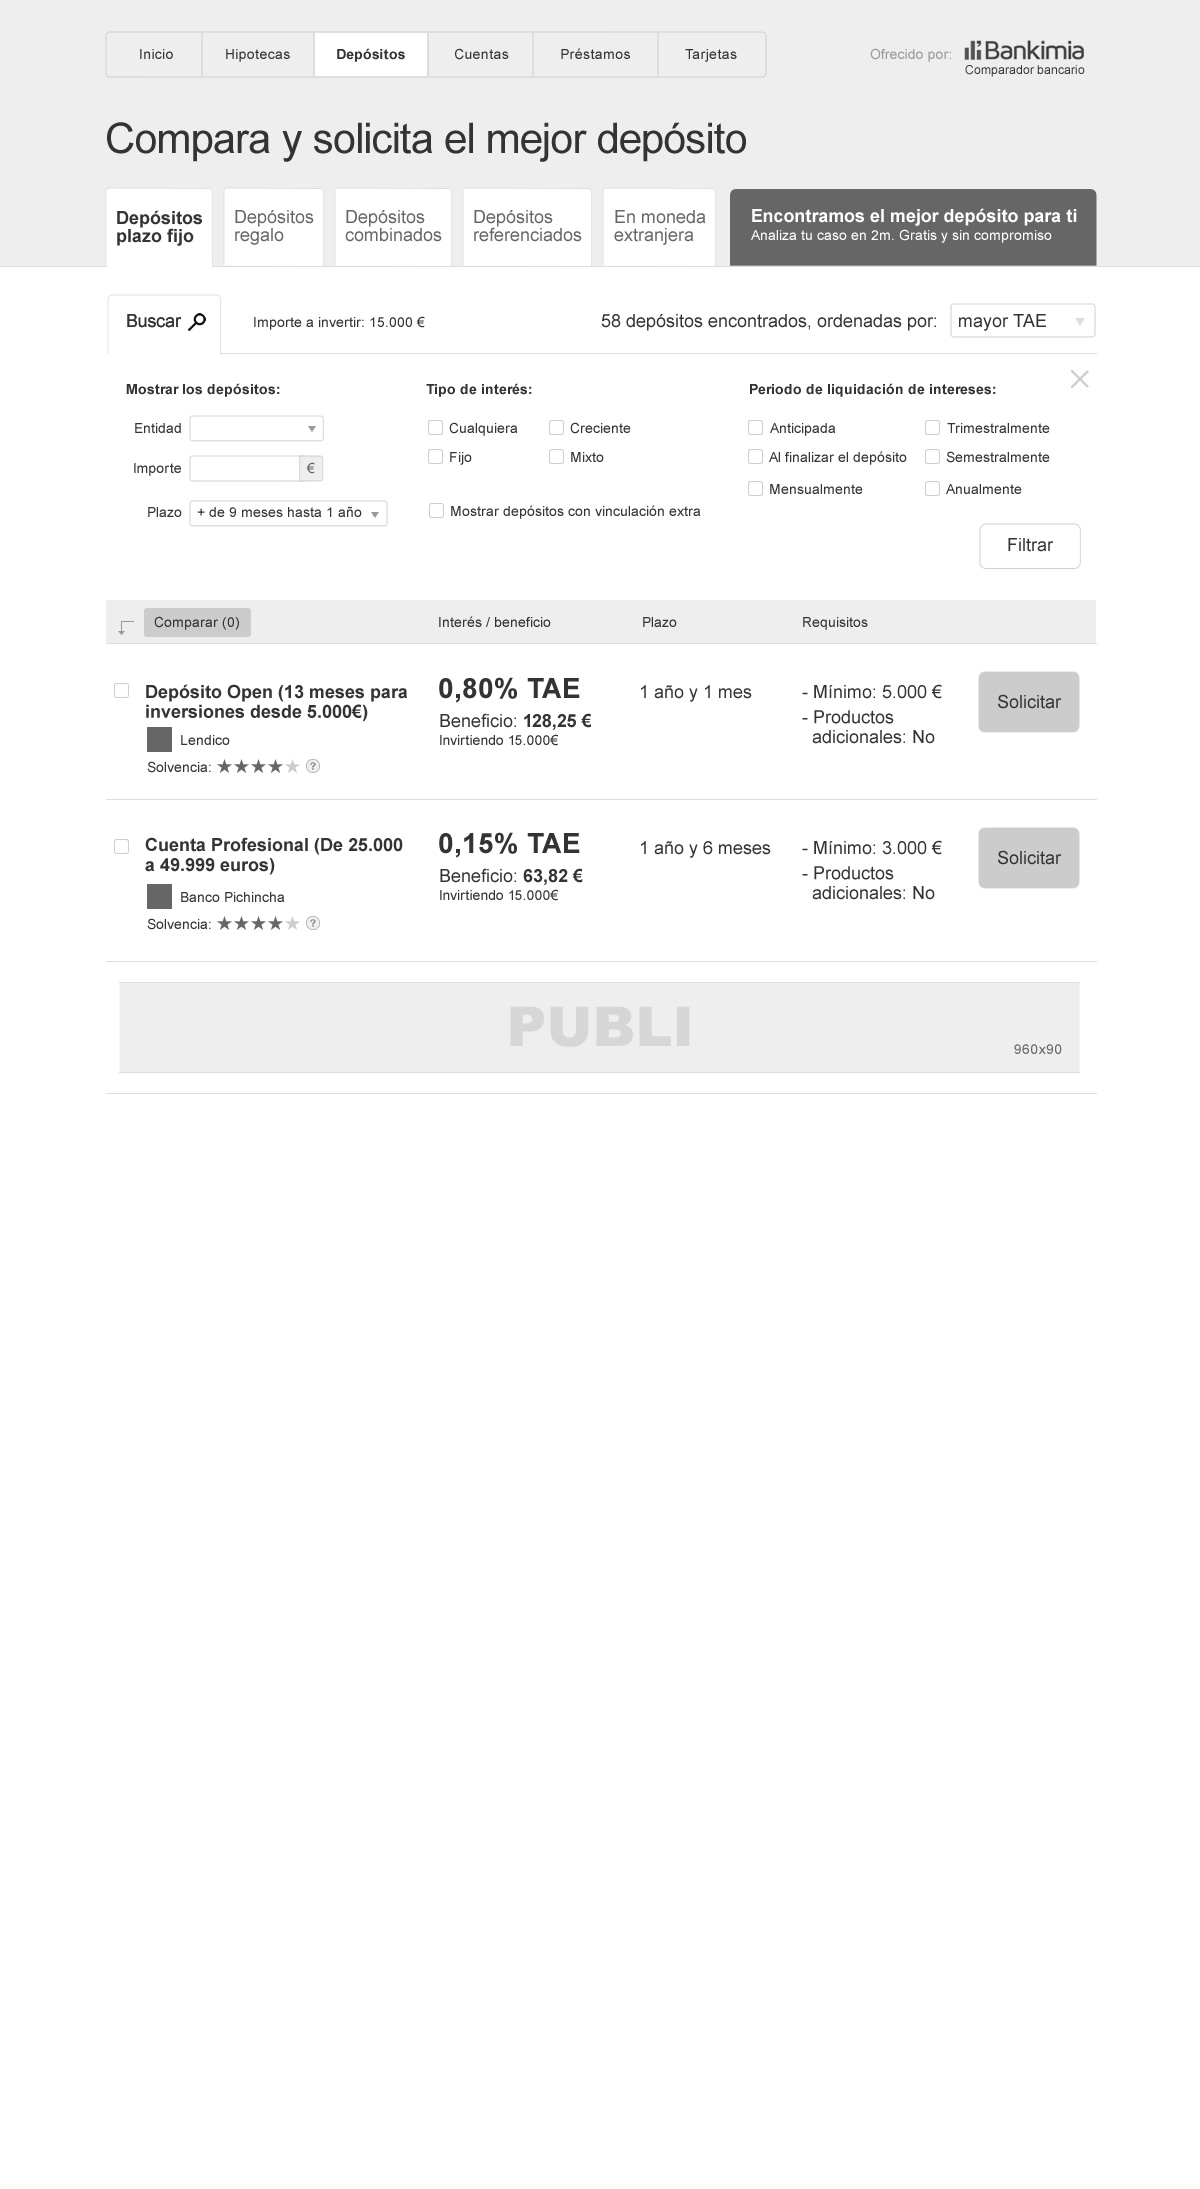 Inicio
Hipotecas
Depósitos
Cuentas
Préstamos
Tarjetas
Ofrecido por:
Bankimia
Comparador bancario
Compara y solicita el mejor depósito
Depósitos
plazo fijo
Depósitos
regalo
Depósitos
combinados
Depósitos
referenciados
En moneda
extranjera
Encontramos el mejor depósito para ti
Analiza tu caso en 2m. Gratis y sin compromiso
Buscar
Importe a invertir: 15.000 €
58 depósitos encontrados, ordenadas por:
mayor TAE
Mostrar los depósitos:
Entidad
Importe
€
Plazo
+ de 9 meses hasta 1 año
Tipo de interés:
Cualquiera
Creciente
Fijo
Mixto
Mostrar depósitos con vinculación extra
Periodo de liquidación de intereses:
Anticipada
Trimestralmente
Al finalizar el depósito
Semestralmente
Mensualmente
Anualmente
Filtrar
Comparar (0)
Interés / beneficio
Plazo
Requisitos
Depósito Open (13 meses para
inversiones desde 5.000€)
Lendico
Solvencia:
?
0,80% TAE
Beneficio: 128,25 €
Invirtiendo 15.000€
1 año y 1 mes
- Mínimo: 5.000 €
- Productos
adicionales: No
Solicitar
Cuenta Profesional (De 25.000
a 49.999 euros)
Banco Pichincha
Solvencia:
?
0,15% TAE
Beneficio: 63,82 €
Invirtiendo 15.000€
1 año y 6 meses
- Mínimo: 3.000 €
- Productos
adicionales: No
Solicitar
PUBLI
960x90